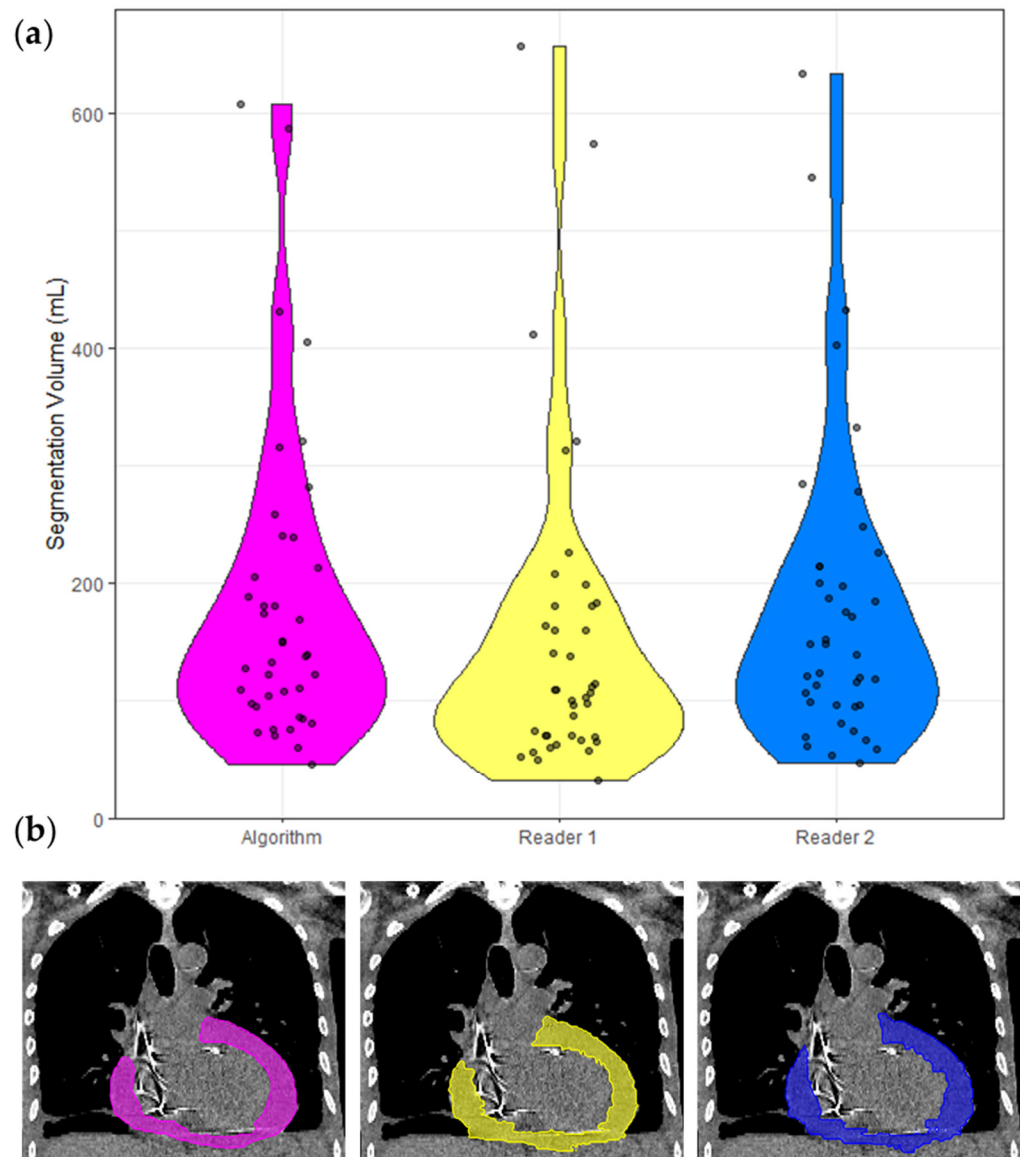 (a)
Segmentation Volume (mL)
600
400
200
0
Algorithm Reader 1 Reader 2
(b)